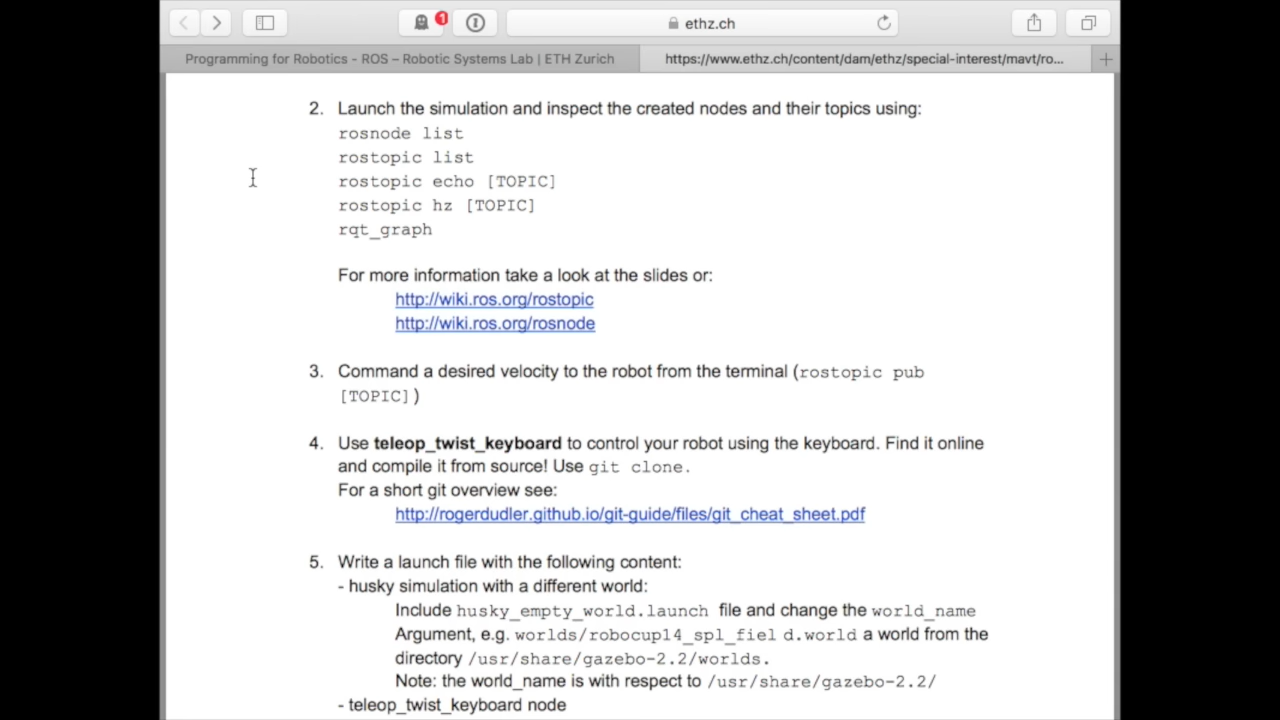 1
ethz.ch
Programming for Robotics - ROS – Robotic Systems Lab | ETH Zurich
https://www.ethz.ch/content/dam/ethz/special-interest/mavt/ro...
2. Launch the simulation and inspect the created nodes and their topics using:
rosnode list
rostopic list
rostopic echo [TOPIC]
rostopic hz [TOPIC]
rqt_graph
For more information take a look at the slides or:
http://wiki.ros.org/rostopic
http://wiki.ros.org/rosnode
3. Command a desired velocity to the robot from the terminal (rostopic pub
[TOPIC])
4. Use teleop_twist_keyboard to control your robot using the keyboard. Find it online
and compile it from source! Use git clone.
For a short git overview see:
http://rogerdudler.github.io/git-guide/files/git_cheat_sheet.pdf
5. Write a launch file with the following content:
- husky simulation with a different world:
Include husky_empty_world.launch file and change the world_name
Argument, e.g. worlds/robocup14_spl_fiel d.world a world from the
directory /usr/share/gazebo-2.2/worlds.
Note: the world_name is with respect to /usr/share/gazebo-2.2/
- teleop_twist_keyboard node